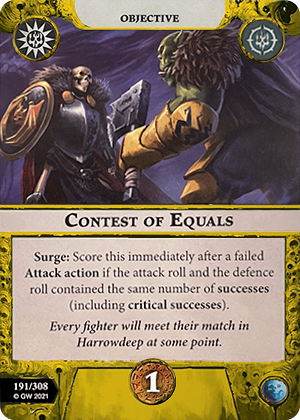 OBJECTIVE
CONTEST OF EQUALS
Surge: Score this immediately after a failed
Attack action if the attack roll and the defence
roll contained the same number of successes
(including critical successes).
Every fighter will meet their match in
Harrowdeep at some point.
191/308
© GW 2021
1